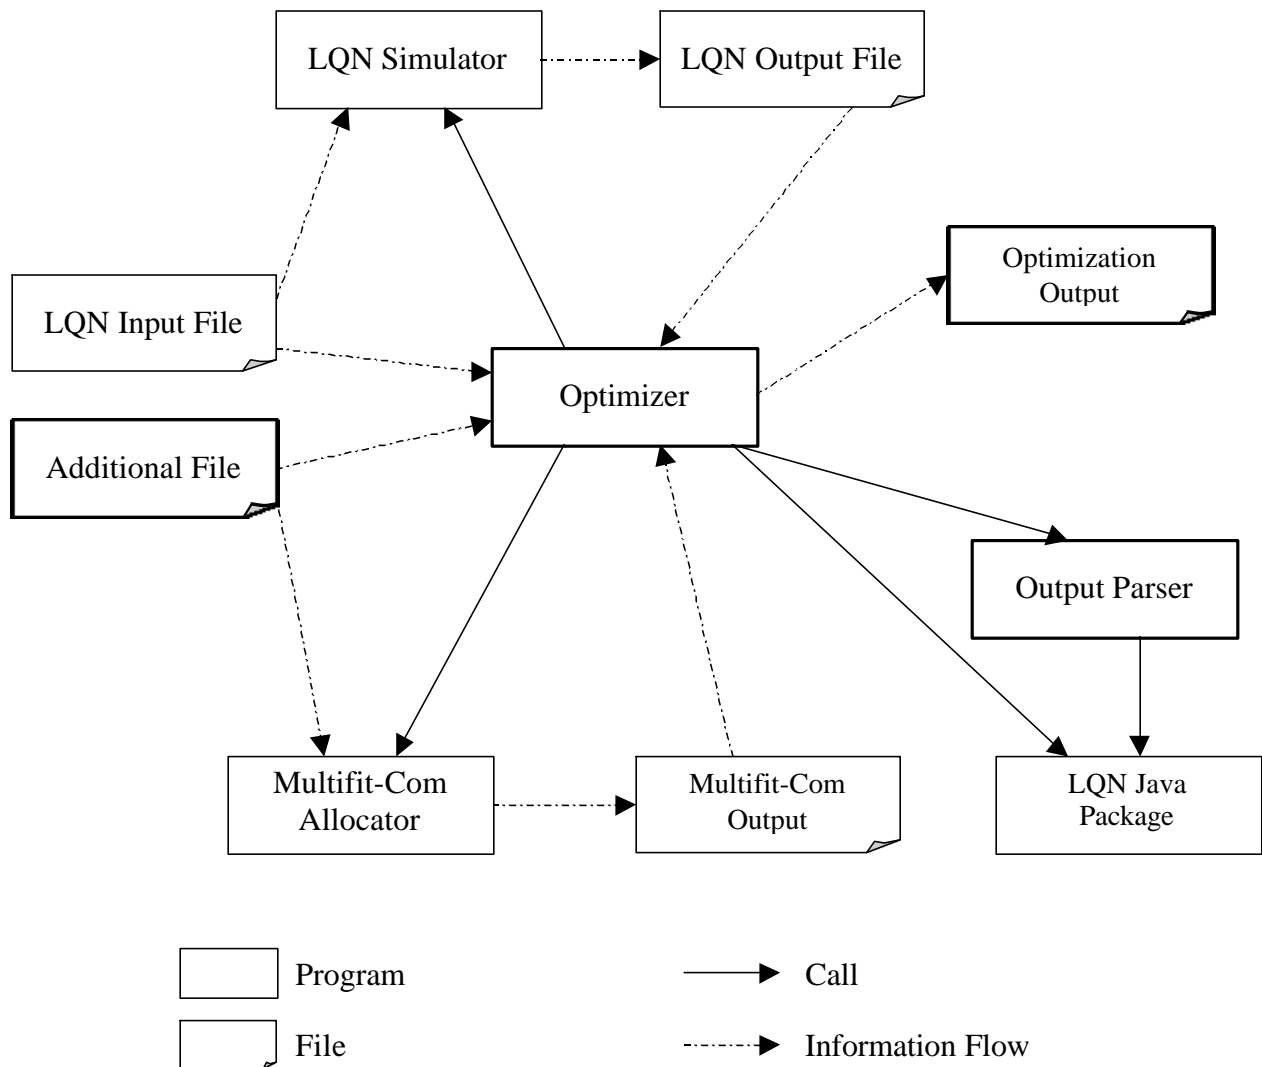 LQN Simulator
LQN Output File
Optimization
Output
LQN Input File
Optimizer
Additional File
Output Parser
Multifit-Com
Allocator
Multifit-Com
Output
LQN Java
Package
Program
Call
File
Information Flow